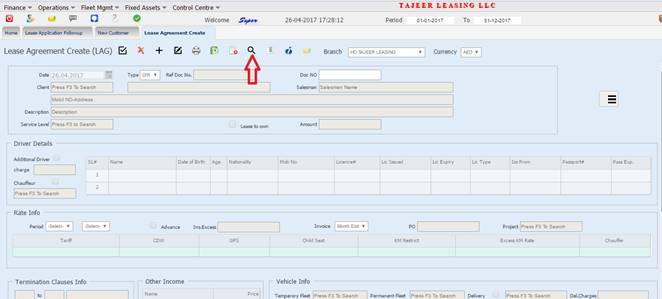 Finance Operations Fleet Mgmt Fixed Assets Control Centre TAJEER LEASING LLC
Welcome Super 26-04-2017 17:28:12 Period 01-01-2017 To 31-12-2017
Home Lease Application Followup New Customer Lease Agreement Create
Lease Agreement Create (LAG) Branch HO TAJEER LEASING Currency AED
Date 26.04.2017 Type Ref Doc No. Doc NO
Client Press F3 To Search Salesman Salesman Name
Mobil NO-Address
Description Description
Service Level Press F3 to Search Lease to own Amount
Driver Details
Additional Driver
charge
Chauffeur
Press F3 To Search
SL# Name Date of Birth Age Nationality Mob No Licence# Lic Issued Lic Expiry Lic Type Iss From Passport# Pass Exp.
1
2
Rate Info
Period -Select- -Select- Advance Ins.Excess Invoice Month End PO Project Press F3 To Search
Tariff CDW GPS Child Seat KM Restrict Excess KM Rate Chauffer
Termination Clauses Info Other Income Vehicle Info
to Name Price Temporary Fleet Press F3 To Search Permanent Fleet Press F3 To Search Delivery Del.Charges